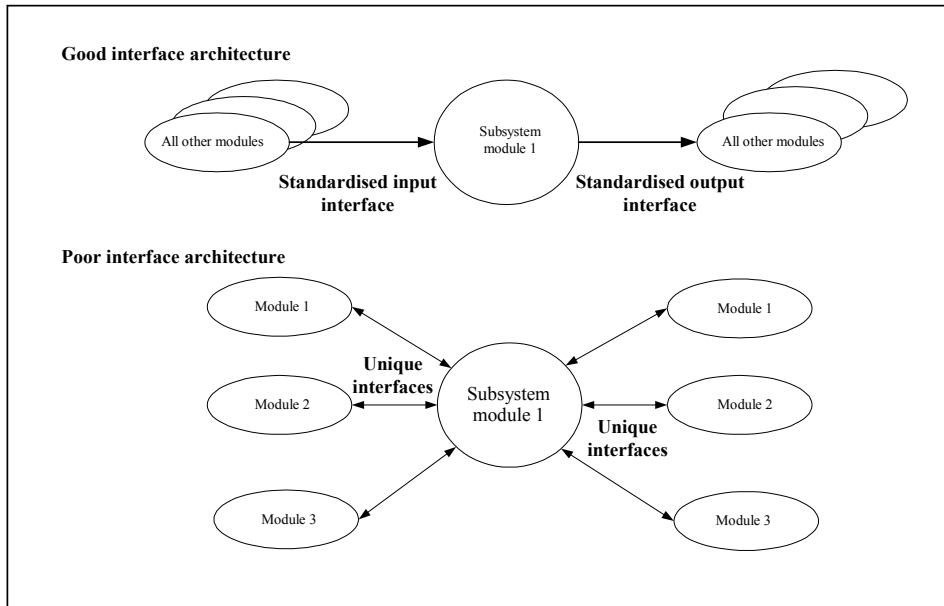 Good interface architecture
All other modules
Subsystem
module 1
All other modules
Standardised input
interface
Standardised output
interface
Poor interface architecture
Module 1
Module 1
Unique
interfaces
Module 2
Subsystem
module 1
Module 2
Unique
interfaces
Module 3
Module 3